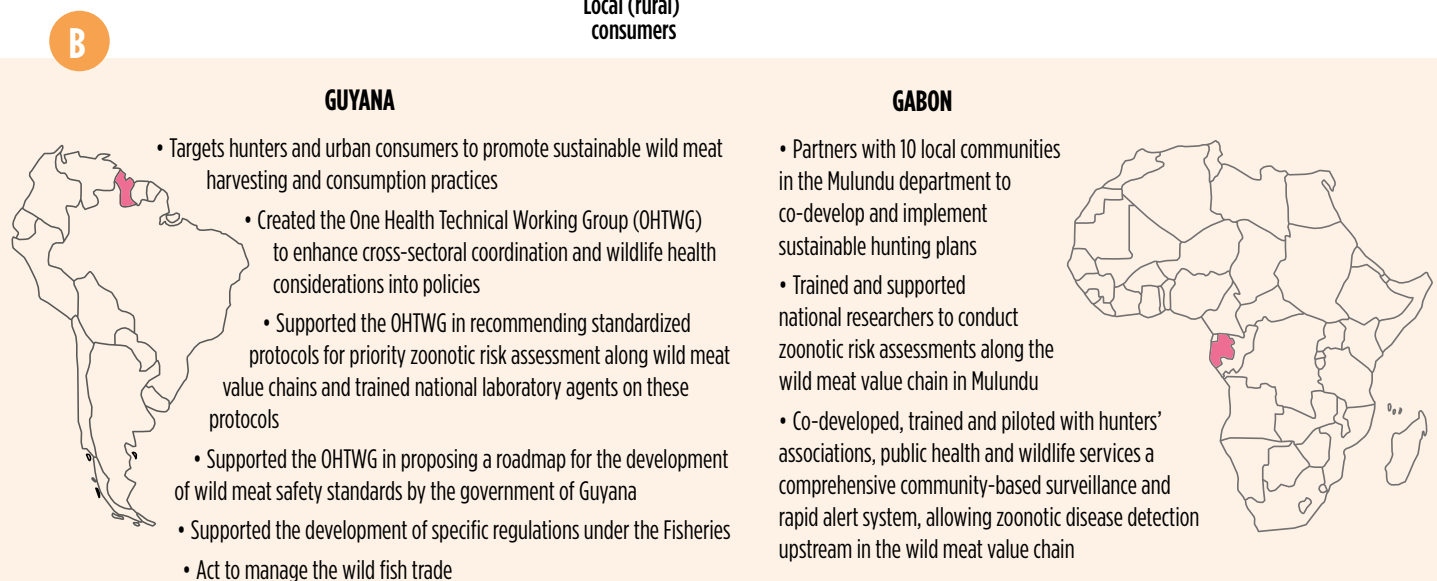 Local (rural)
consumers
B
GUYANA
• Targets hunters and urban consumers to promote sustainable wild meat
harvesting and consumption practices
• Created the One Health Technical Working Group (OHTWG)
to enhance cross-sectoral coordination and wildlife health
considerations into policies
• Supported the OHTWG in recommending standardized
protocols for priority zoonotic risk assessment along wild meat
value chains and trained national laboratory agents on these
protocols
• Supported the OHTWG in proposing a roadmap for the development
of wild meat safety standards by the government of Guyana
• Supported the development of specific regulations under the Fisheries
• Act to manage the wild fish trade
GABON
• Partners with 10 local communities
in the Mulundu department to
co-develop and implement
sustainable hunting plans
• Trained and supported
national researchers to conduct
zoonotic risk assessments along the
wild meat value chain in Mulundu
• Co-developed, trained and piloted with hunters’
associations, public health and wildlife services a
comprehensive community-based surveillance and
rapid alert system, allowing zoonotic disease detection
upstream in the wild meat value chain